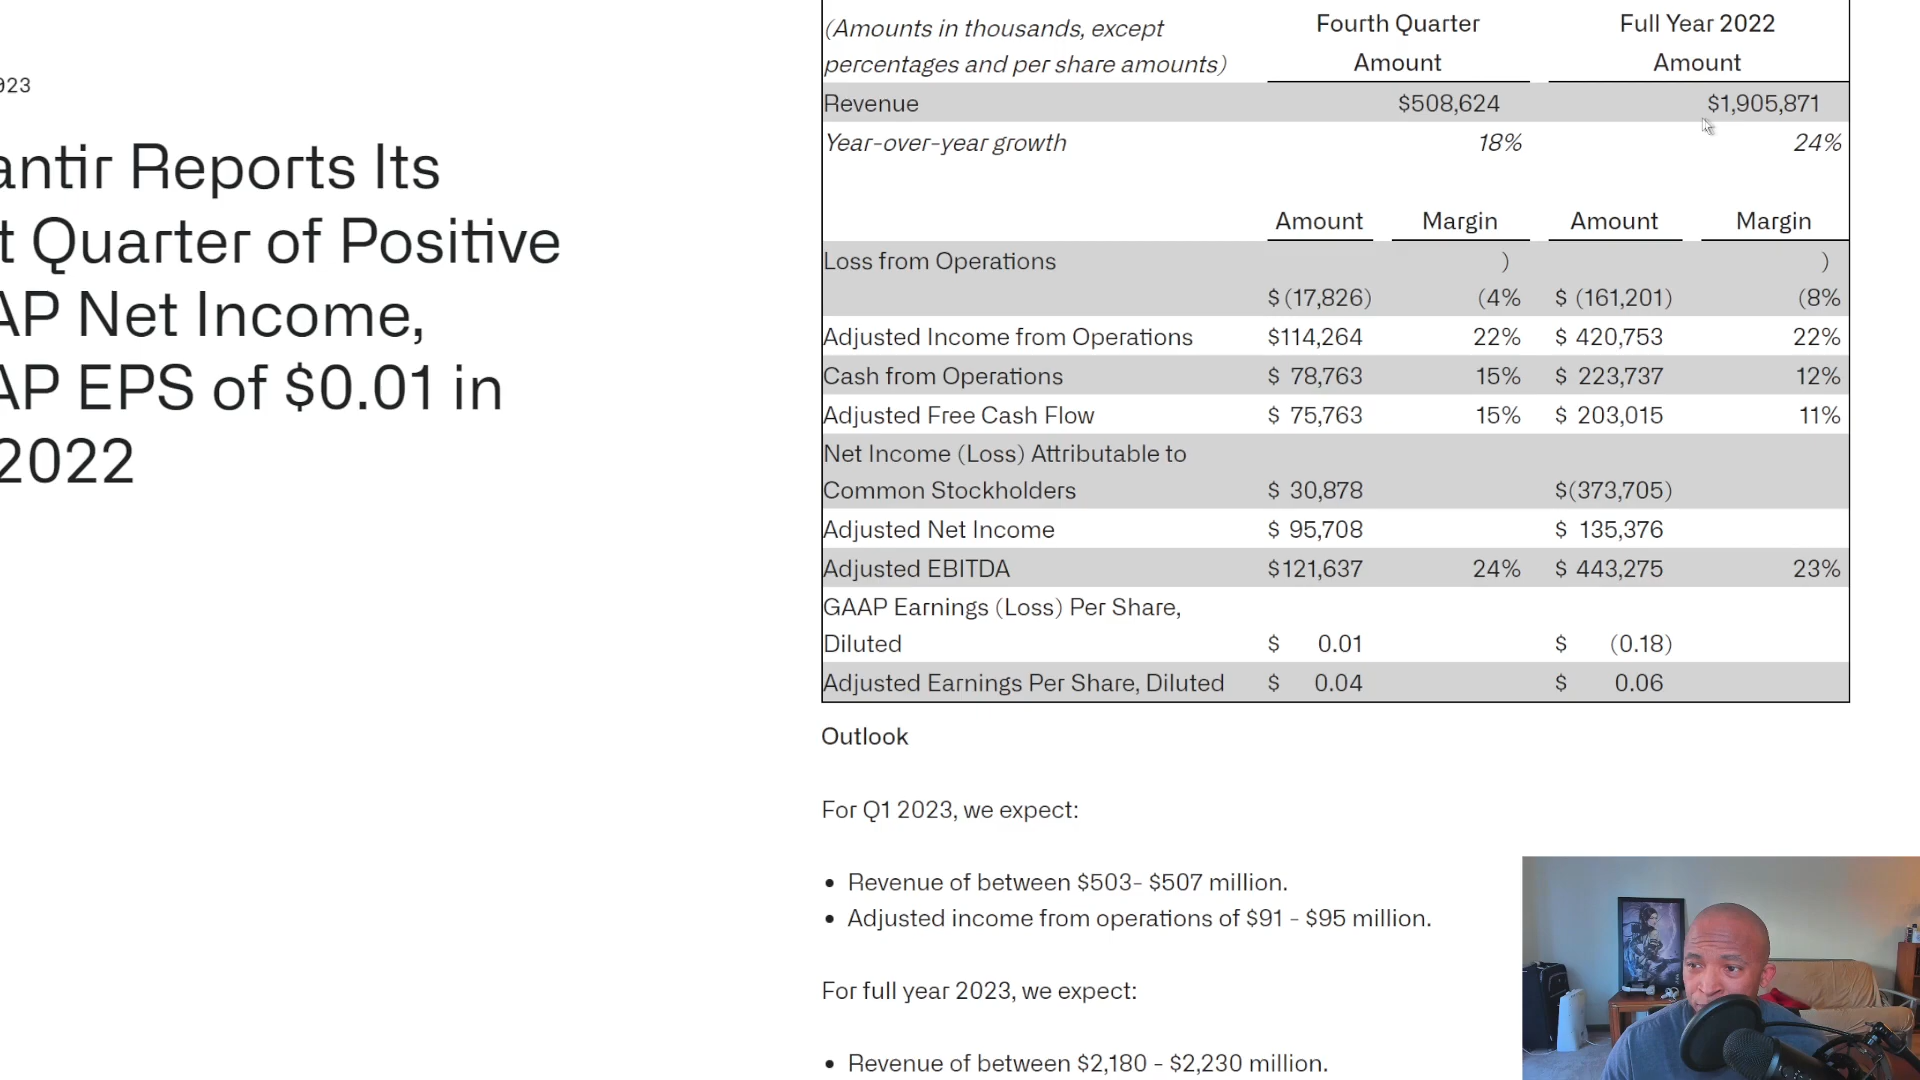 923
antir Reports Its
t Quarter of Positive
AP Net Income,
AP EPS of $0.01 in
2022
(Amounts in thousands, except
percentages and per share amounts)
Fourth Quarter
Amount
Full Year 2022
Amount
Revenue $508,624 $1,905,871
Year-over-year growth 18% 24%
Amount Margin Amount Margin
Loss from Operations ) )
$(17,826) (4% $ (161,201) (8%
Adjusted Income from Operations $114,264 22% $ 420,753 22%
Cash from Operations $ 78,763 15% $ 223,737 12%
Adjusted Free Cash Flow $ 75,763 15% $ 203,015 11%
Net Income (Loss) Attributable to
Common Stockholders $ 30,878 $(373,705)
Adjusted Net Income $ 95,708 $ 135,376
Adjusted EBITDA $121,637 24% $ 443,275 23%
GAAP Earnings (Loss) Per Share,
Diluted $ 0.01 $ (0.18)
Adjusted Earnings Per Share, Diluted $ 0.04 $ 0.06
Outlook
For Q1 2023, we expect:
• Revenue of between $503- $507 million.
• Adjusted income from operations of $91 - $95 million.
For full year 2023, we expect:
• Revenue of between $2,180 - $2,230 million.